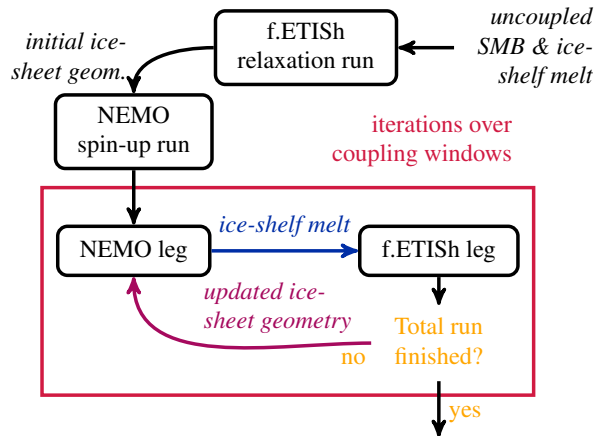 f.ETISh
relaxation run
uncoupled
SMB & ice-
shelf melt
initial ice-
sheet geom.
NEMO
spin-up run
iterations over
coupling windows
NEMO leg
ice-shelf melt
f.ETISh leg
updated ice-
sheet geometry
Total run
finished?
no
yes